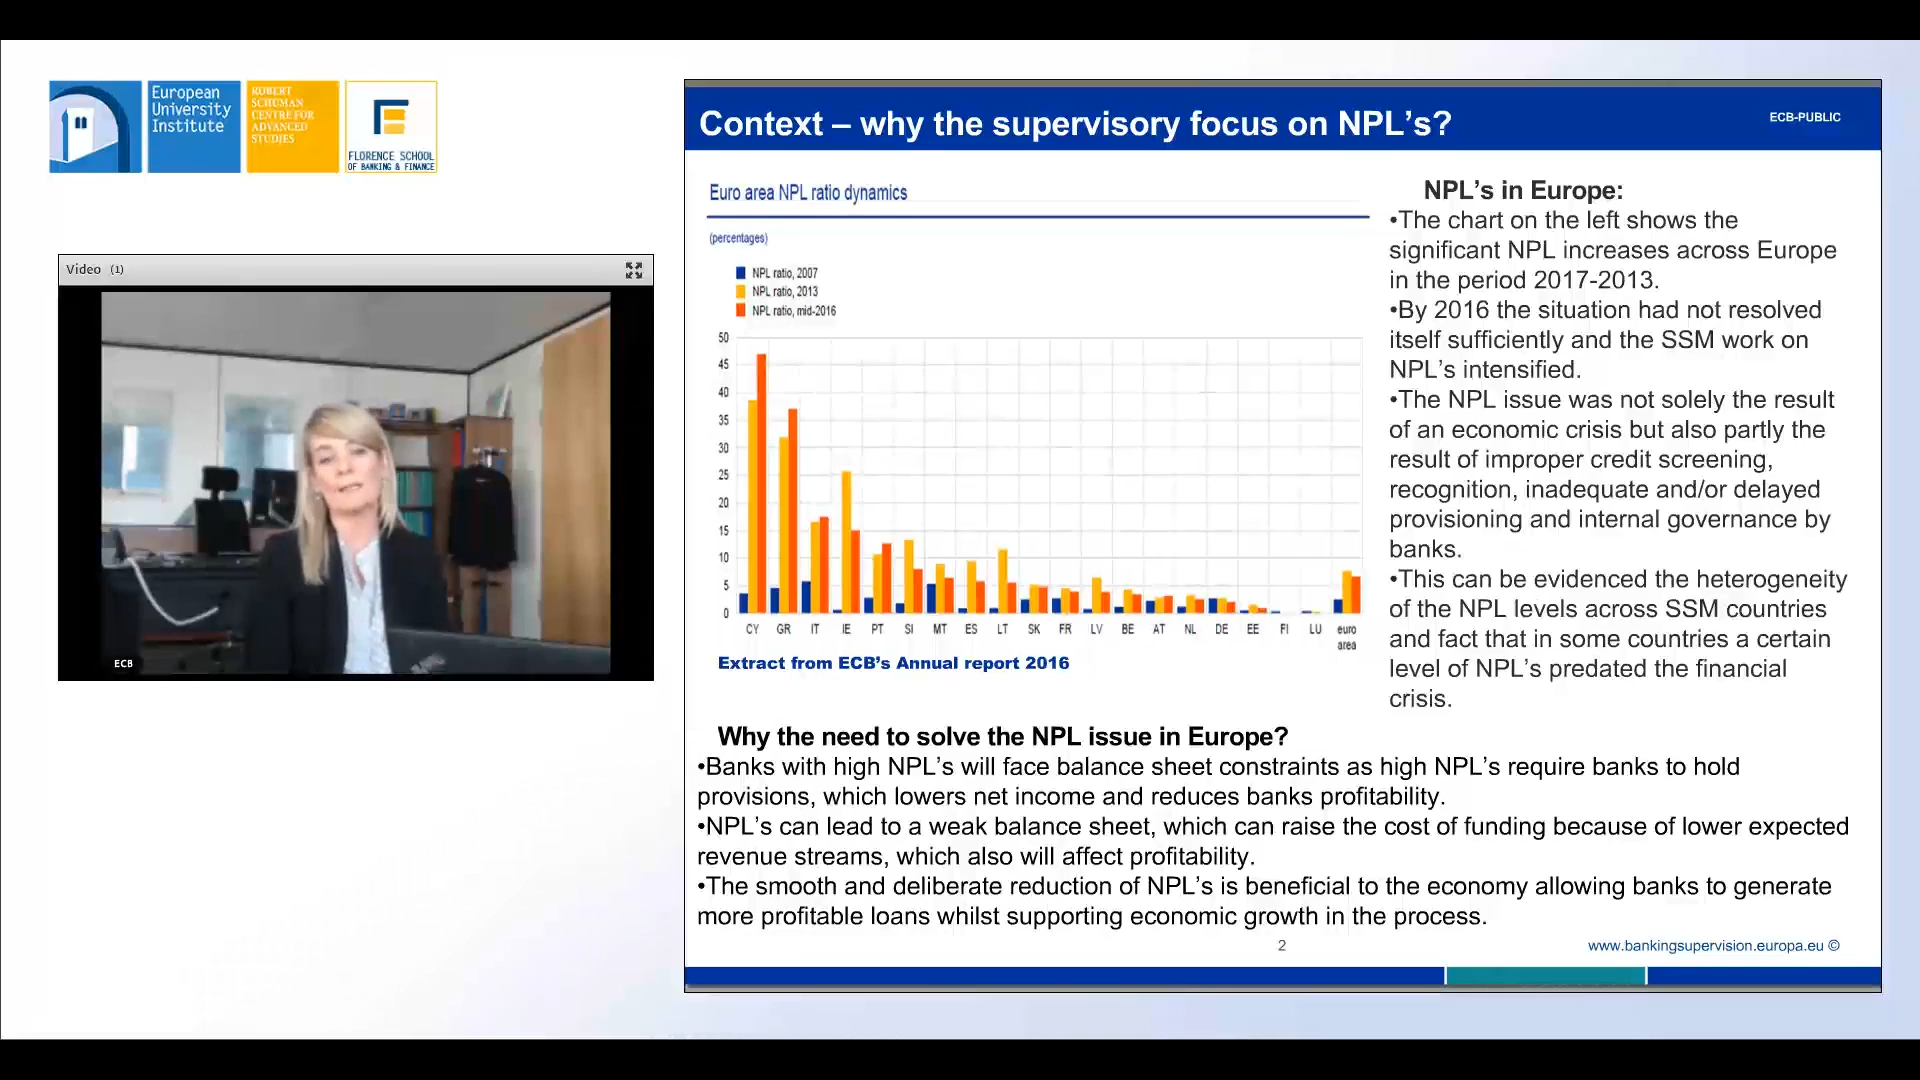 European
University
Institute
ROBERT
SCHUMAN
CENTRE FOR
ADVANCED
STUDIES
FLORENCE SCHOOL
OF BANKING & FINANCE
Video (1)
ECB
Context – why the supervisory focus on NPL’s?
ECB-PUBLIC
Euro area NPL ratio dynamics
(percentages)
NPL ratio, 2007
NPL ratio, 2013
NPL ratio, mid-2016
50
45
40
35
30
25
20
15
10
5
0
CY GR IT IE PT SI MT ES LT SK FR LV BE AT NL DE EE FI LU euro
area
Extract from ECB’s Annual report 2016
NPL’s in Europe:
•The chart on the left shows the
significant NPL increases across Europe
in the period 2017-2013.
•By 2016 the situation had not resolved
itself sufficiently and the SSM work on
NPL’s intensified.
•The NPL issue was not solely the result
of an economic crisis but also partly the
result of improper credit screening,
recognition, inadequate and/or delayed
provisioning and internal governance by
banks.
•This can be evidenced the heterogeneity
of the NPL levels across SSM countries
and fact that in some countries a certain
level of NPL’s predated the financial
crisis.
Why the need to solve the NPL issue in Europe?
•Banks with high NPL’s will face balance sheet constraints as high NPL’s require banks to hold
provisions, which lowers net income and reduces banks profitability.
•NPL’s can lead to a weak balance sheet, which can raise the cost of funding because of lower expected
revenue streams, which also will affect profitability.
•The smooth and deliberate reduction of NPL’s is beneficial to the economy allowing banks to generate
more profitable loans whilst supporting economic growth in the process.
2
www.bankingsupervision.europa.eu ©